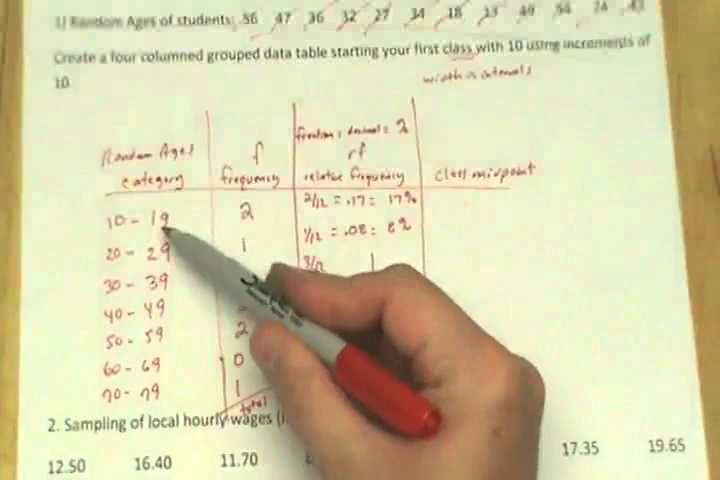 1) Random Ages of students: 56 47 36 32 27 34 18 13 49 54 74 43
Create a four columned grouped data table starting your first class with 10 using increments of
10
width = intervals
Random Ages category
f frequency
fraction = decimal = %
rf
relative frequency
class midpoint
10 - 19 2 2/12 = .17 = 17%
20 - 29 1 1/12 = .08 = 8%
30 - 39 3/12
40 - 49
50 - 59 2
60 - 69 0
70 - 79 1
total
2. Sampling of local hourly wages
12.50 16.40 11.70 17.35 19.65